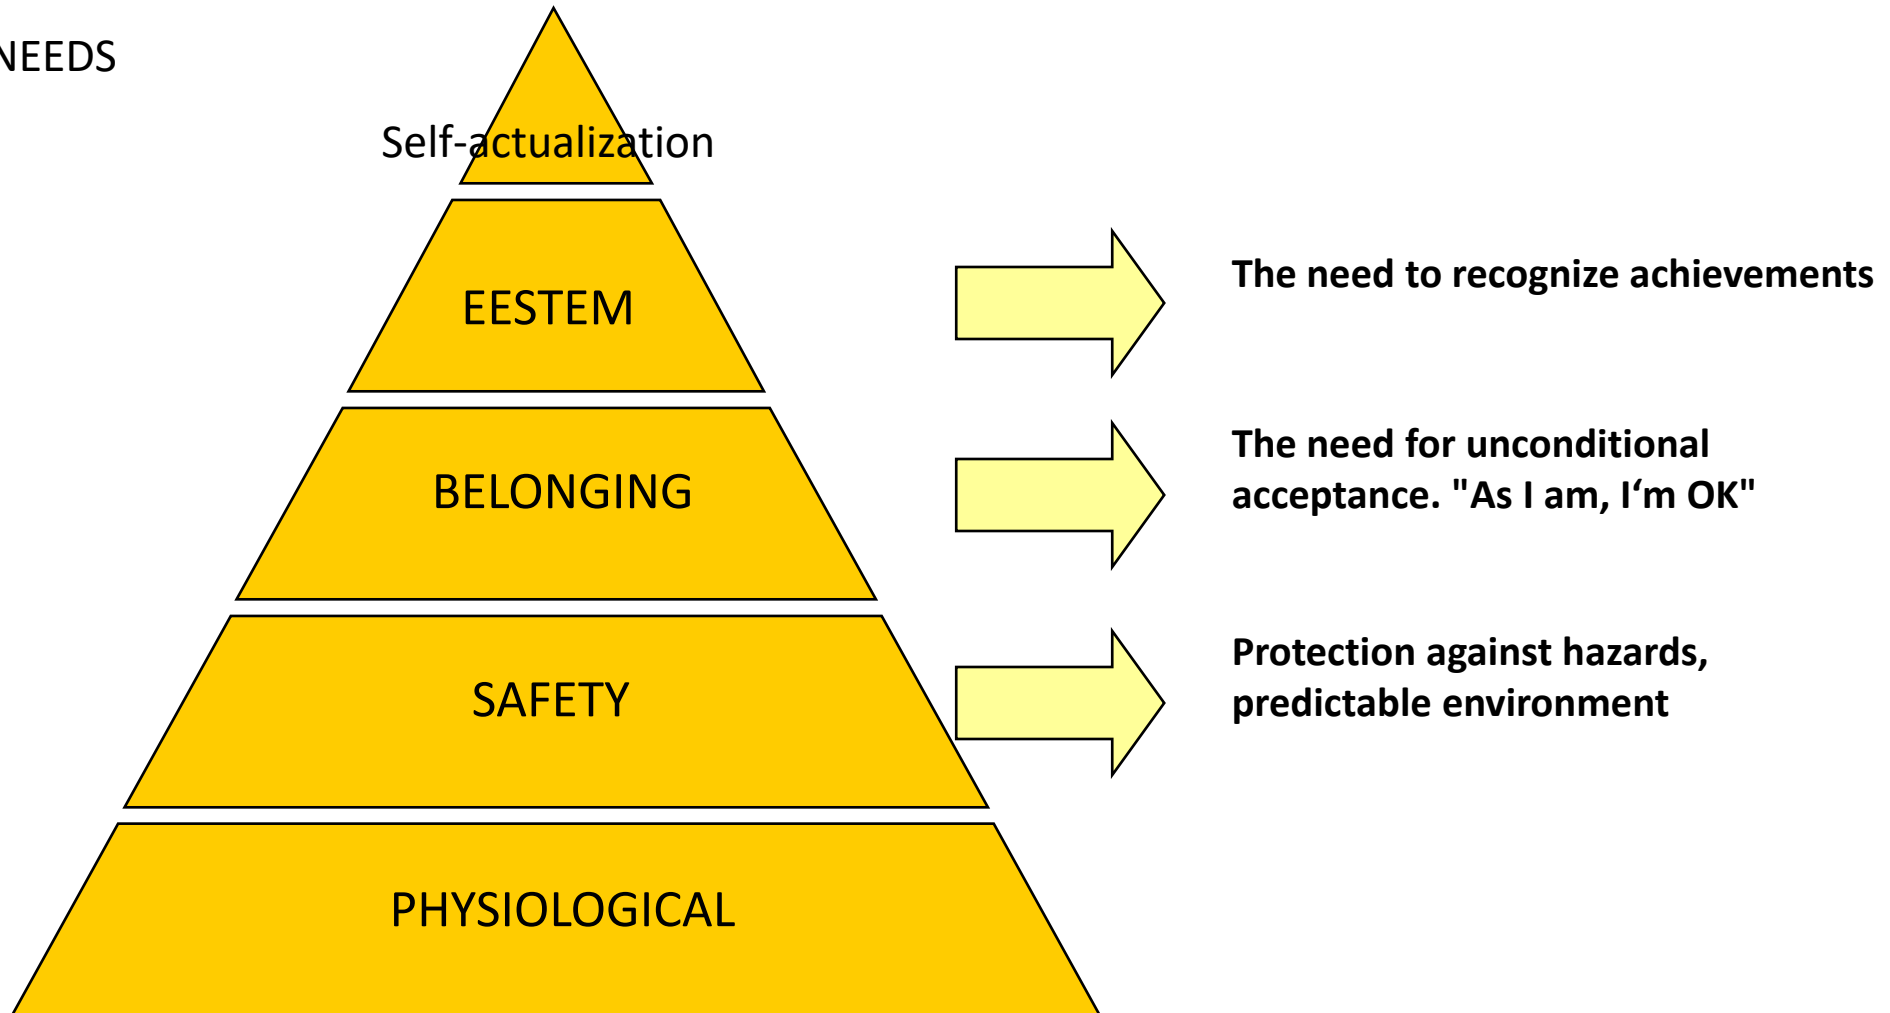 NEEDS
Self-actualization
EESTEM
The need to recognize achievements
BELONGING
The need for unconditional
acceptance. "As I am, I‘m OK"
SAFETY
Protection against hazards,
predictable environment
PHYSIOLOGICAL